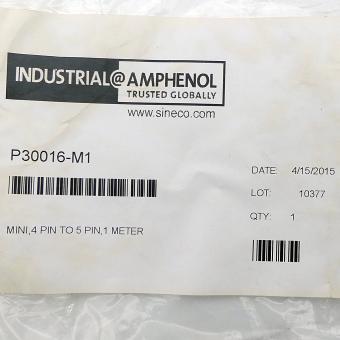 INDUSTRIAL@AMPHENOL
TRUSTED GLOBALLY
www.sineco.com
P30016-M1
DATE: 4/15/2015
LOT: 10377
QTY: 1
MINI,4 PIN TO 5 PIN,1 METER